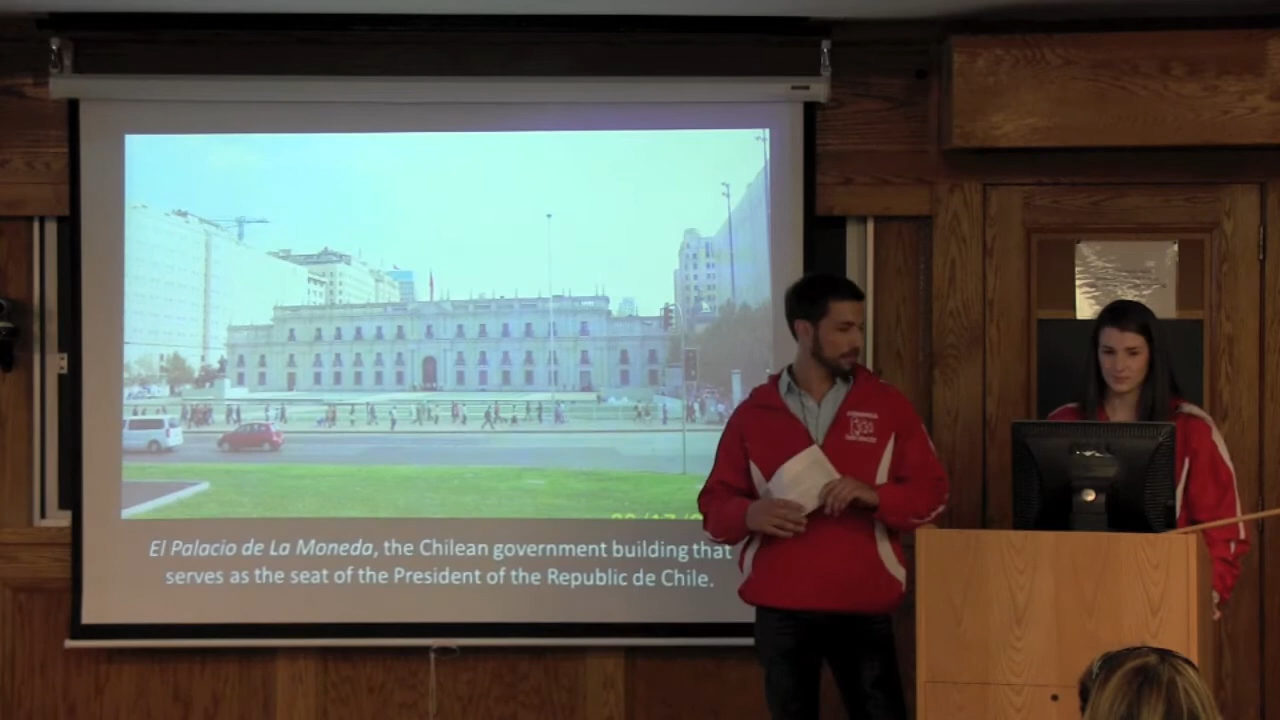 El Palacio de La Moneda, the Chilean government building that
serves as the seat of the President of the Republic de Chile.
DELL